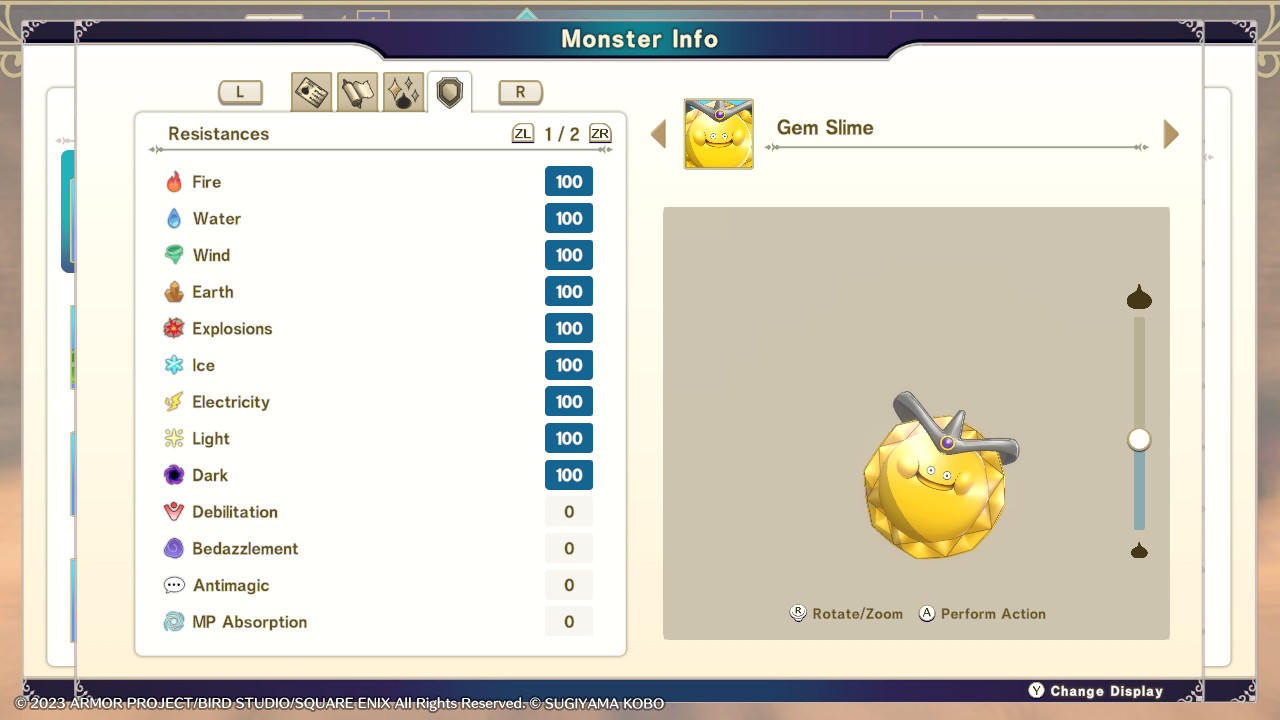 Monster Info
L
R
Resistances
ZL 1 / 2 ZR
Fire 100
Water 100
Wind 100
Earth 100
Explosions 100
Ice 100
Electricity 100
Light 100
Dark 100
Debilitation 0
Bedazzlement 0
Antimagic 0
MP Absorption 0
Gem Slime
R Rotate/Zoom A Perform Action
Y Change Display
© 2023 ARMOR PROJECT/BIRD STUDIO/SQUARE ENIX All Rights Reserved. © SUGIYAMA KOBO